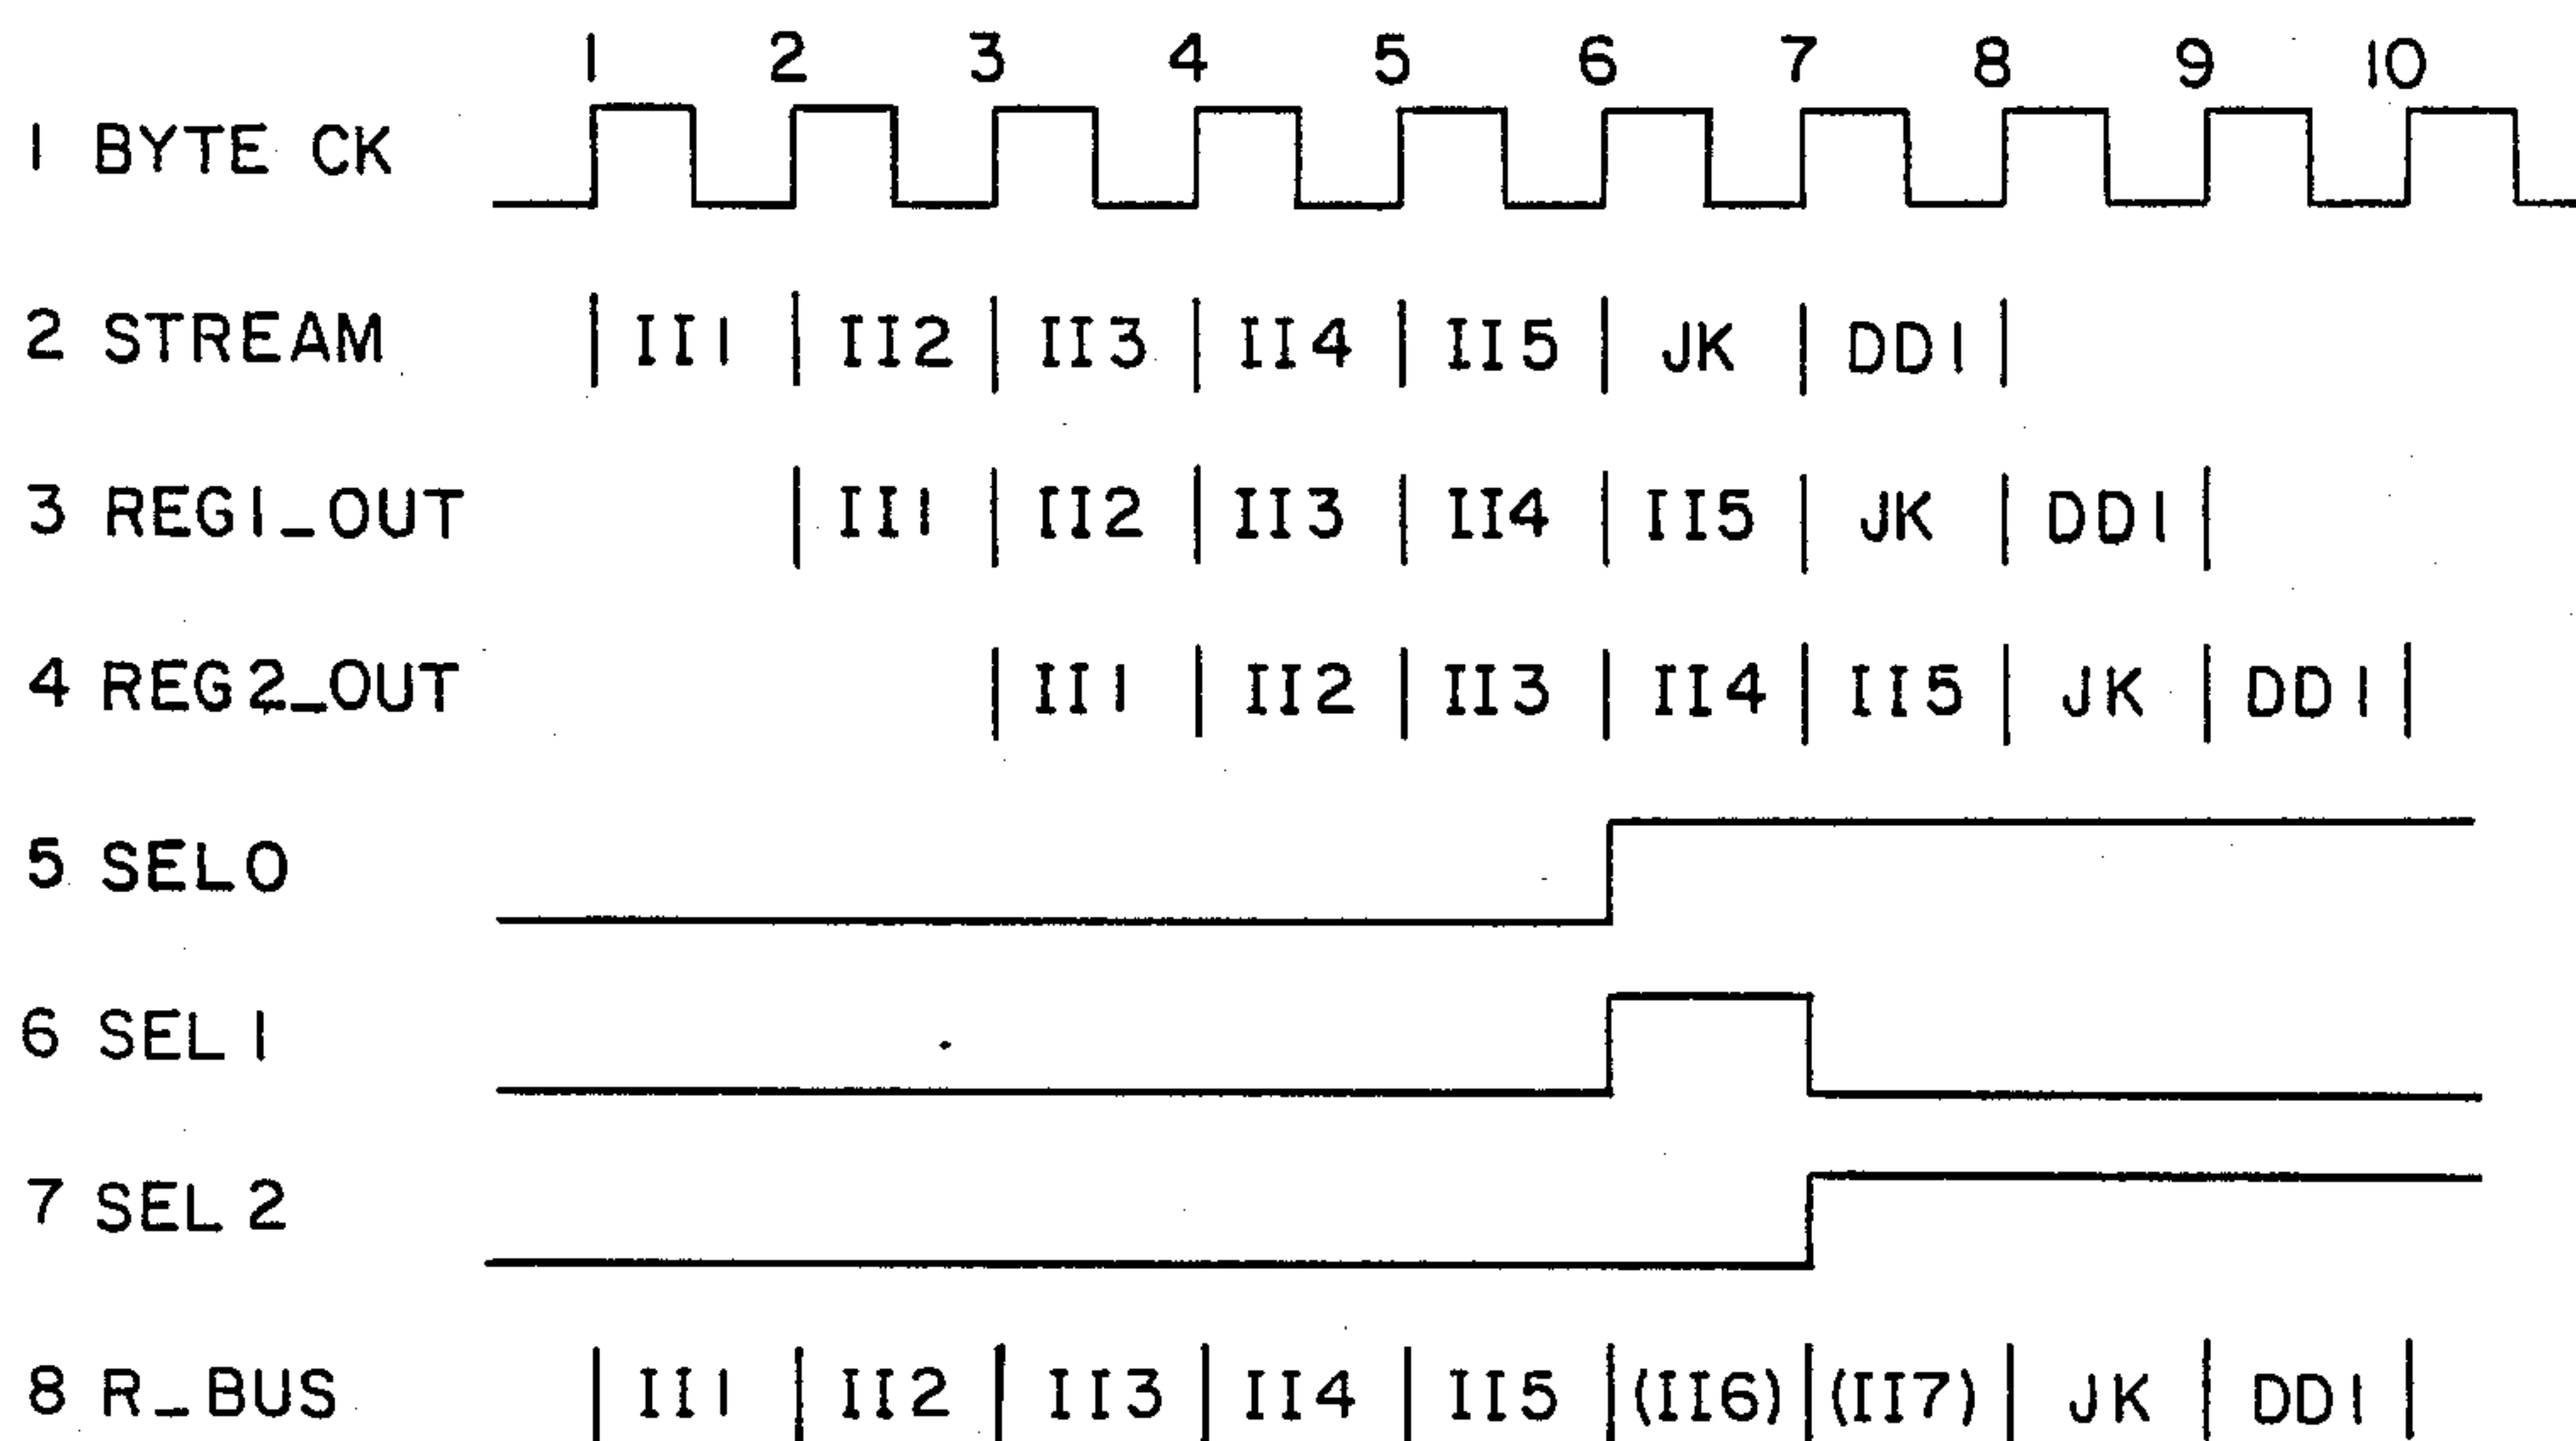 1 2 3 4 5 6 7 8 9 10
1 BYTE CK
2 STREAM | II1 | II2 | II3 | II4 | II5 | JK | DD1 |
3 REG1_OUT | II1 | II2 | II3 | II4 | II5 | JK | DD1 |
4 REG2_OUT | II1 | II2 | II3 | II4 | II5 | JK | DD1 |
5 SEL0
6 SEL1
7 SEL2
8 R_BUS | II1 | II2 | II3 | II4 | II5 | (II6) | (II7) | JK | DD1 |